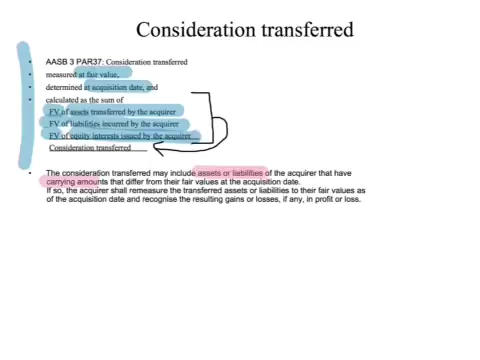 Consideration transferred
• AASB 3 PAR37: Consideration transferred
• measured at fair value,
• determined at acquisition date, and
• calculated as the sum of
FV of assets transferred by the acquirer
FV of liabilities incurred by the acquirer
FV of equity interests issued by the acquirer
Consideration transferred
• The consideration transferred may include assets or liabilities of the acquirer that have
carrying amounts that differ from their fair values at the acquisition date.
If so, the acquirer shall remeasure the transferred assets or liabilities to their fair values as
of the acquisition date and recognise the resulting gains or losses, if any, in profit or loss.